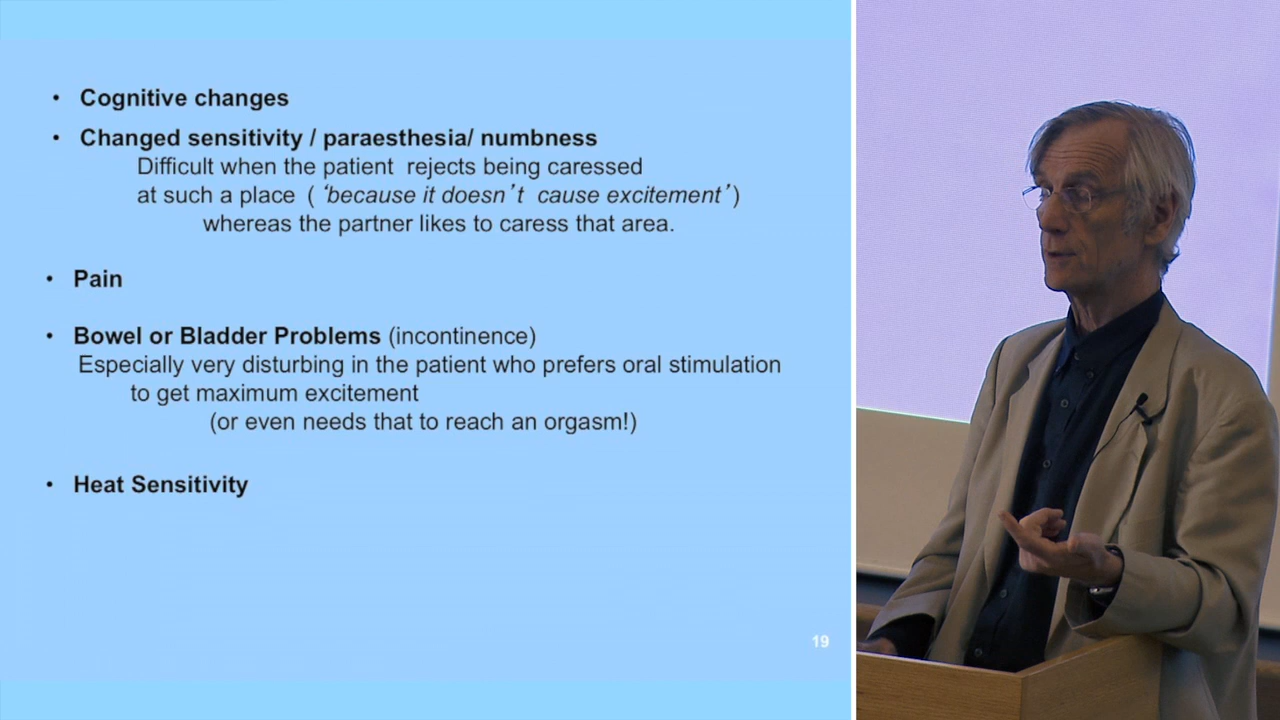 • Cognitive changes
• Changed sensitivity / paraesthesia/ numbness
Difficult when the patient rejects being caressed
at such a place ( ‘because it doesn’t cause excitement’)
whereas the partner likes to caress that area.
• Pain
• Bowel or Bladder Problems (incontinence)
Especially very disturbing in the patient who prefers oral stimulation
to get maximum excitement
(or even needs that to reach an orgasm!)
• Heat Sensitivity
19